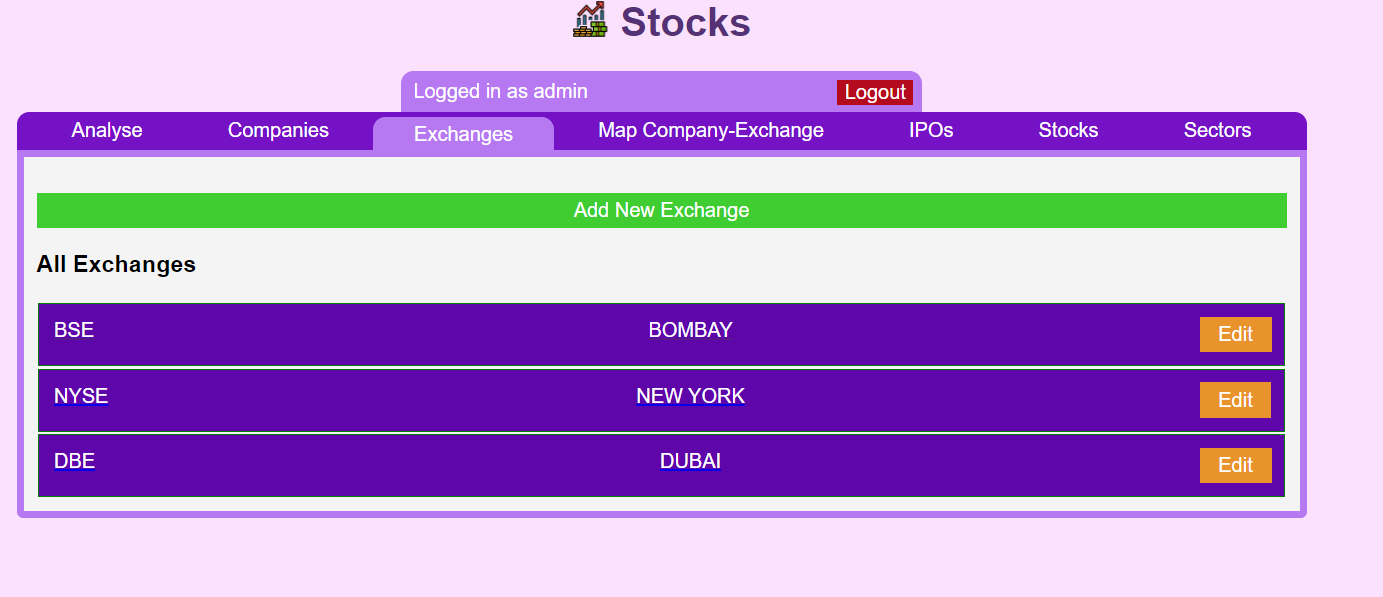 Stocks
Logged in as admin Logout
Analyse Companies Exchanges Map Company-Exchange IPOs Stocks Sectors
Add New Exchange
All Exchanges
BSE BOMBAY Edit
NYSE NEW YORK Edit
DBE DUBAI Edit